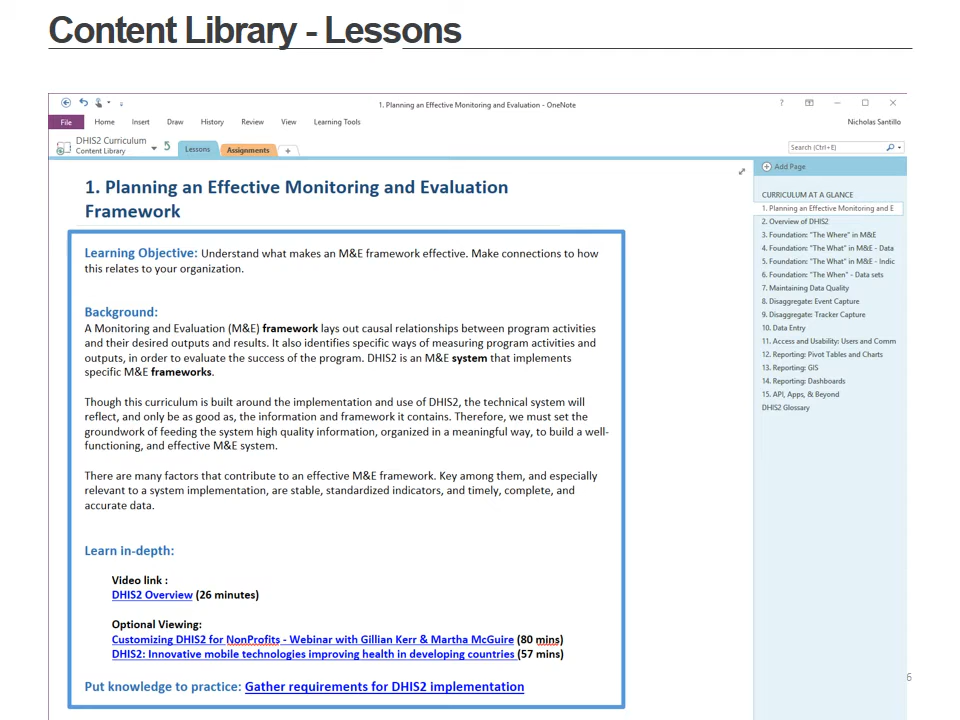 Content Library - Lessons
1. Planning an Effective Monitoring and Evaluation - OneNote
?
File
Home
Insert
Draw
History
Review
View
Learning Tools
Nicholas Santillo
DHIS2 Curriculum
Content Library
Lessons
Assignments
+
Search (Ctrl+E)
Add Page
1. Planning an Effective Monitoring and Evaluation
Framework
Learning Objective: Understand what makes an M&E framework effective. Make connections to how
this relates to your organization.
Background:
A Monitoring and Evaluation (M&E) framework lays out causal relationships between program activities
and their desired outputs and results. It also identifies specific ways of measuring program activities and
outputs, in order to evaluate the success of the program. DHIS2 is an M&E system that implements
specific M&E frameworks.
Though this curriculum is built around the implementation and use of DHIS2, the technical system will
reflect, and only be as good as, the information and framework it contains. Therefore, we must set the
groundwork of feeding the system high quality information, organized in a meaningful way, to build a well-
functioning, and effective M&E system.
There are many factors that contribute to an effective M&E framework. Key among them, and especially
relevant to a system implementation, are stable, standardized indicators, and timely, complete, and
accurate data.
Learn in-depth:
Video link :
DHIS2 Overview (26 minutes)
Optional Viewing:
Customizing DHIS2 for NonProfits - Webinar with Gillian Kerr & Martha McGuire (80 mins)
DHIS2: Innovative mobile technologies improving health in developing countries (57 mins)
Put knowledge to practice: Gather requirements for DHIS2 implementation
CURRICULUM AT A GLANCE
1. Planning an Effective Monitoring and E
2. Overview of DHIS2
3. Foundation: "The Where" in M&E
4. Foundation: "The What" in M&E - Data
5. Foundation: "The What" in M&E - Indic
6. Foundation: "The When" - Data sets
7. Maintaining Data Quality
8. Disaggregate: Event Capture
9. Disaggregate: Tracker Capture
10. Data Entry
11. Access and Usability: Users and Comm
12. Reporting: Pivot Tables and Charts
13. Reporting: GIS
14. Reporting: Dashboards
15. API, Apps, & Beyond
DHIS2 Glossary
6